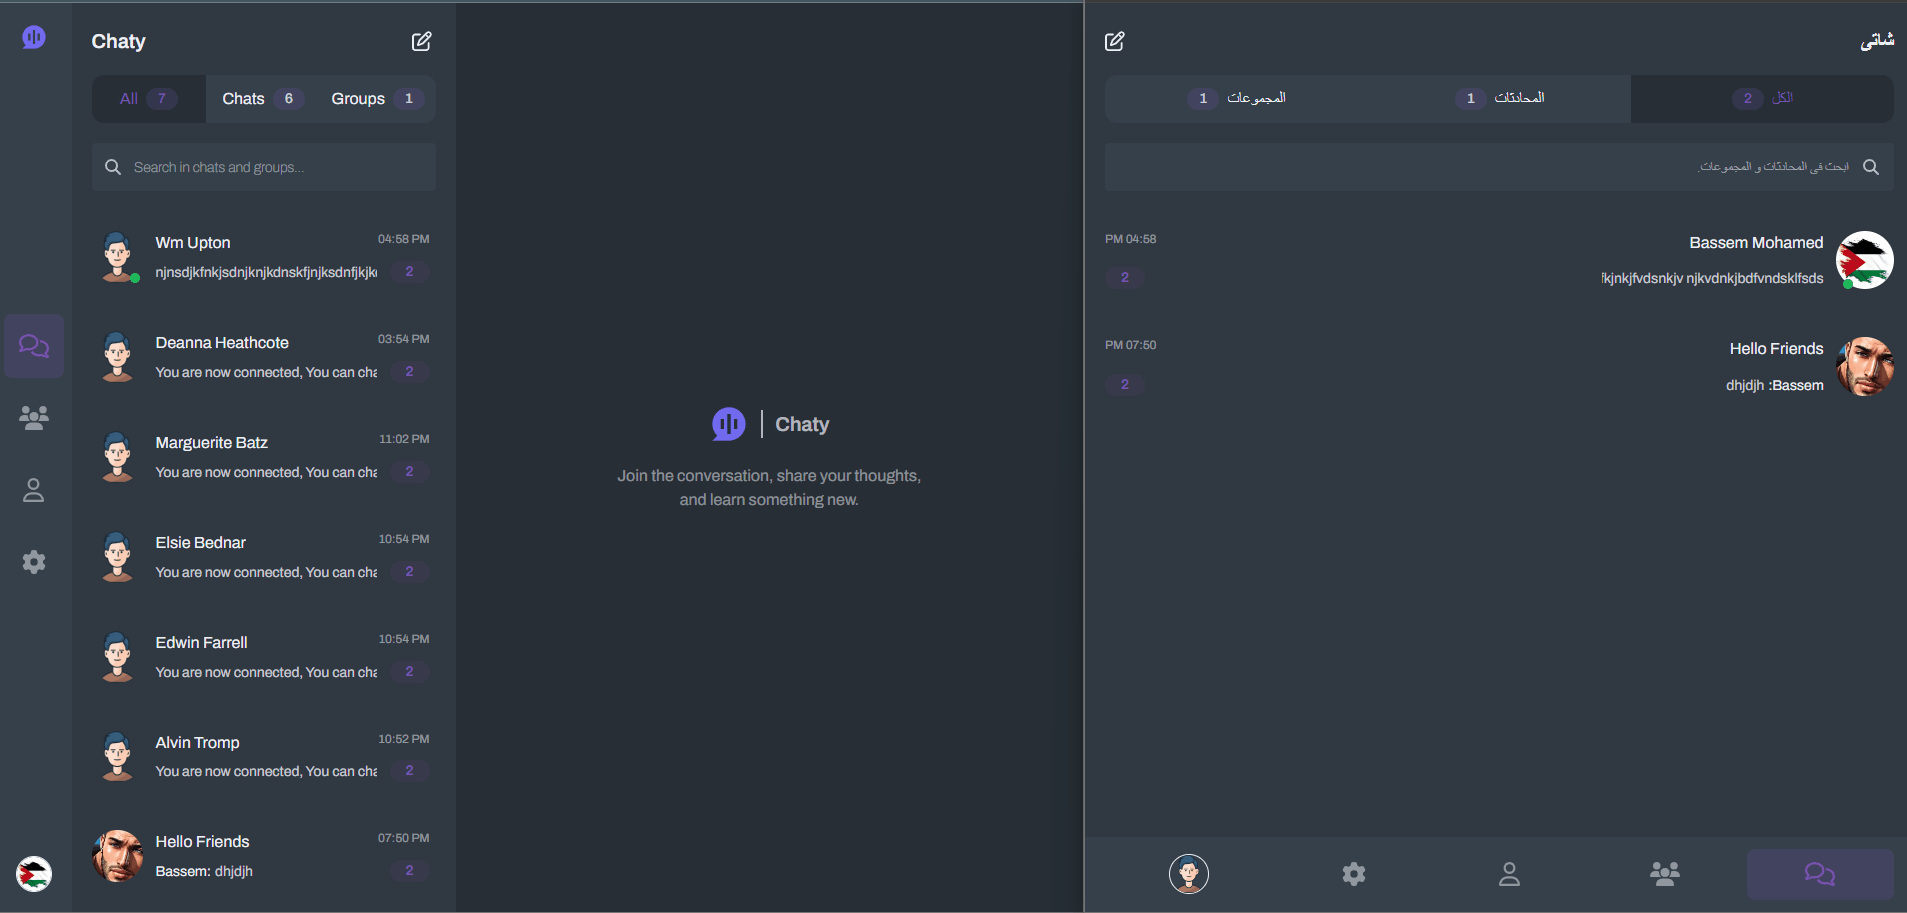 Chaty
All 7 Chats 6 Groups 1
Search in chats and groups...
Wm Upton 04:58 PM
njnsdjkfnkjsdnjknjkdnskfjnjksdnfjkjk 2
Deanna Heathcote 03:54 PM
You are now connected, You can cha 2
Marguerite Batz 11:02 PM
You are now connected, You can cha 2
Elsie Bednar 10:54 PM
You are now connected, You can cha 2
Edwin Farrell 10:54 PM
You are now connected, You can cha 2
Alvin Tromp 10:52 PM
You are now connected, You can cha 2
Hello Friends 07:50 PM
Bassem: dhjdjh 2
Chaty
Join the conversation, share your thoughts,
and learn something new.
شاتى
الكل 2 المحادثات 1 المجموعات 1
ابحث فى المحادثات و المجموعات.
Bassem Mohamed PM 04:58
fkjnkjfvdsnkjv njkvdnkjbdfvndsklfsds 2
Hello Friends PM 07:50
dhjdjh :Bassem 2